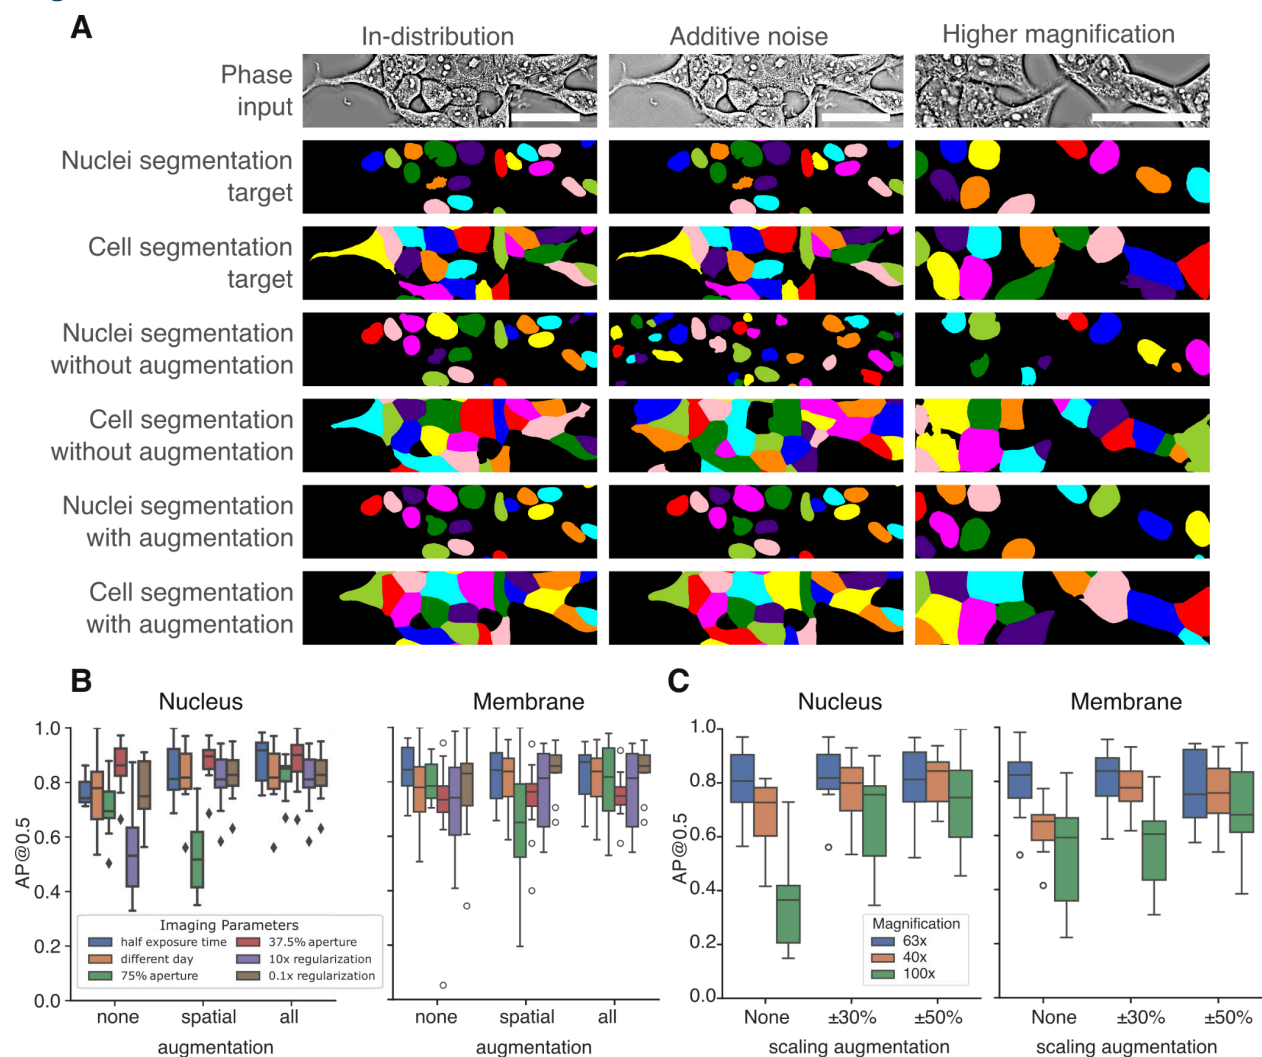 A
In-distribution
Additive noise
Higher magnification
Phase
input
Nuclei segmentation
target
Cell segmentation
target
Nuclei segmentation
without augmentation
Cell segmentation
without augmentation
Nuclei segmentation
with augmentation
Cell segmentation
with augmentation
B
Nucleus
Membrane
AP@0.5
1.0
0.8
0.6
0.4
0.2
0.0
Imaging Parameters
half exposure time
different day
75% aperture
37.5% aperture
10x regularization
0.1x regularization
none
spatial
all
augmentation
none
spatial
all
augmentation
C
Nucleus
Membrane
AP@0.5
1.0
0.8
0.6
0.4
0.2
0.0
Magnification
63x
40x
100x
None
±30%
±50%
scaling augmentation
None
±30%
±50%
scaling augmentation